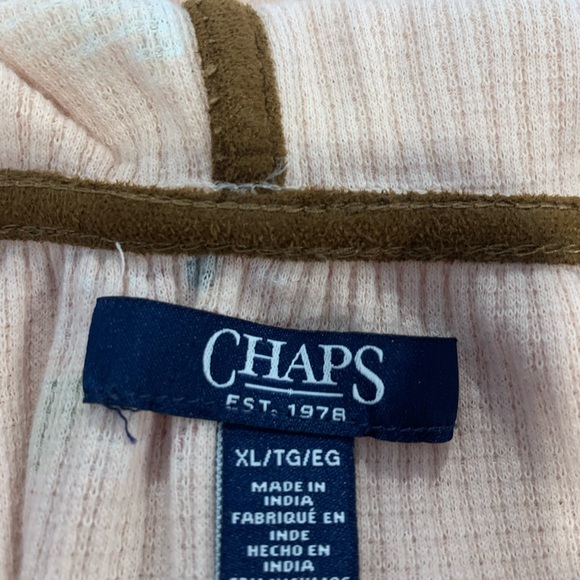 CHAPS
EST. 1978
XL/TG/EG
MADE IN
INDIA
FABRIQUÉ EN
INDE
HECHO EN
INDIA